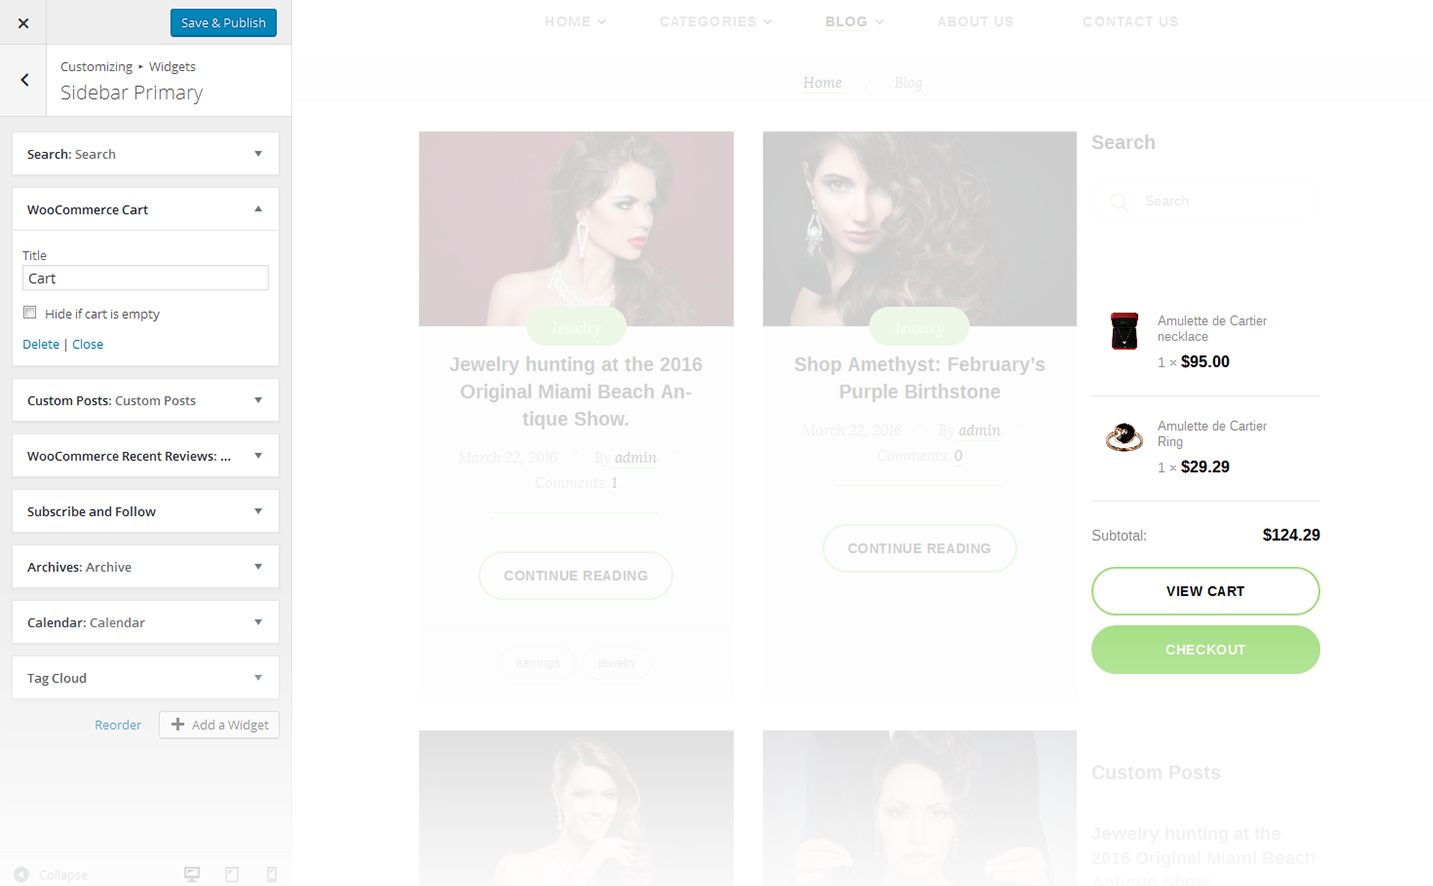 Save & Publish
Customizing ▸ Widgets
Sidebar Primary
Search: Search
WooCommerce Cart
Title
Cart
Hide if cart is empty
Delete | Close
Custom Posts: Custom Posts
WooCommerce Recent Reviews: ...
Subscribe and Follow
Archives: Archive
Calendar: Calendar
Tag Cloud
Reorder
Add a Widget
Collapse
HOME
CATEGORIES
BLOG
ABOUT US
CONTACT US
Home
Blog
Jewelry
Jewelry hunting at the 2016
Original Miami Beach An-
tique Show.
March 22, 2016
By admin
Comments: 1
CONTINUE READING
earrings
jewelry
Jewelry
Shop Amethyst: February’s
Purple Birthstone
March 22, 2016
By admin
Comments: 0
CONTINUE READING
Search
Search
Amulette de Cartier
necklace
1 × $95.00
Amulette de Cartier
Ring
1 × $29.29
Subtotal: $124.29
VIEW CART
CHECKOUT
Custom Posts
Jewelry hunting at the
2016 Original Miami Beach
Antique Show